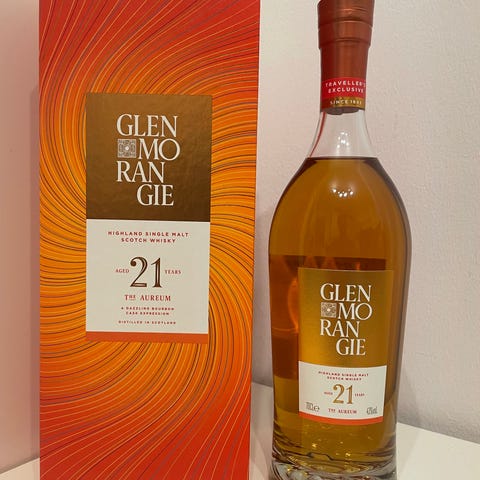 GLEN
MO
RAN
GIE
HIGHLAND SINGLE MALT
SCOTCH WHISKY
AGED 21 YEARS
THE AUREUM
A DAZZLING BOURBON
CASK EXPRESSION
DISTILLED IN SCOTLAND
TRAVELLER'S
EXCLUSIVE
SINCE 1843
GLEN
MO
RAN
GIE
HIGHLAND SINGLE MALT
SCOTCH WHISKY
AGED 21 YEARS
70cl e THE AUREUM 43%vol